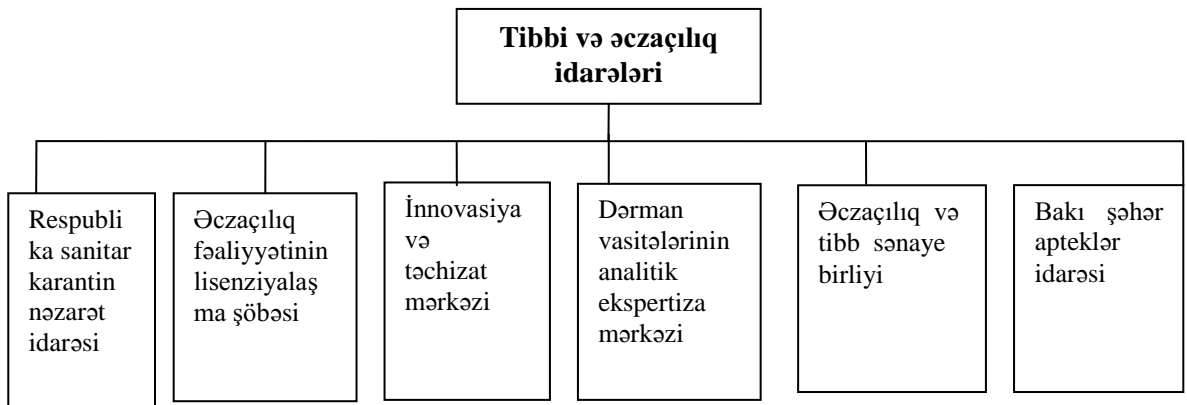 Tibbi və əczaçılıq
idarələri
Respubli
ka sanitar
karantin
nəzarət
idarəsi
Əczaçılıq
fəaliyyətinin
lisenziyalaş
ma şöbəsi
İnnovasiya
və
təchizat
mərkəzi
Dərman
vasitələrinin
analitik
ekspertiza
mərkəzi
Əczaçılıq və
tibb sənaye
birliyi
Bakı şəhər
apteklər
idarəsi